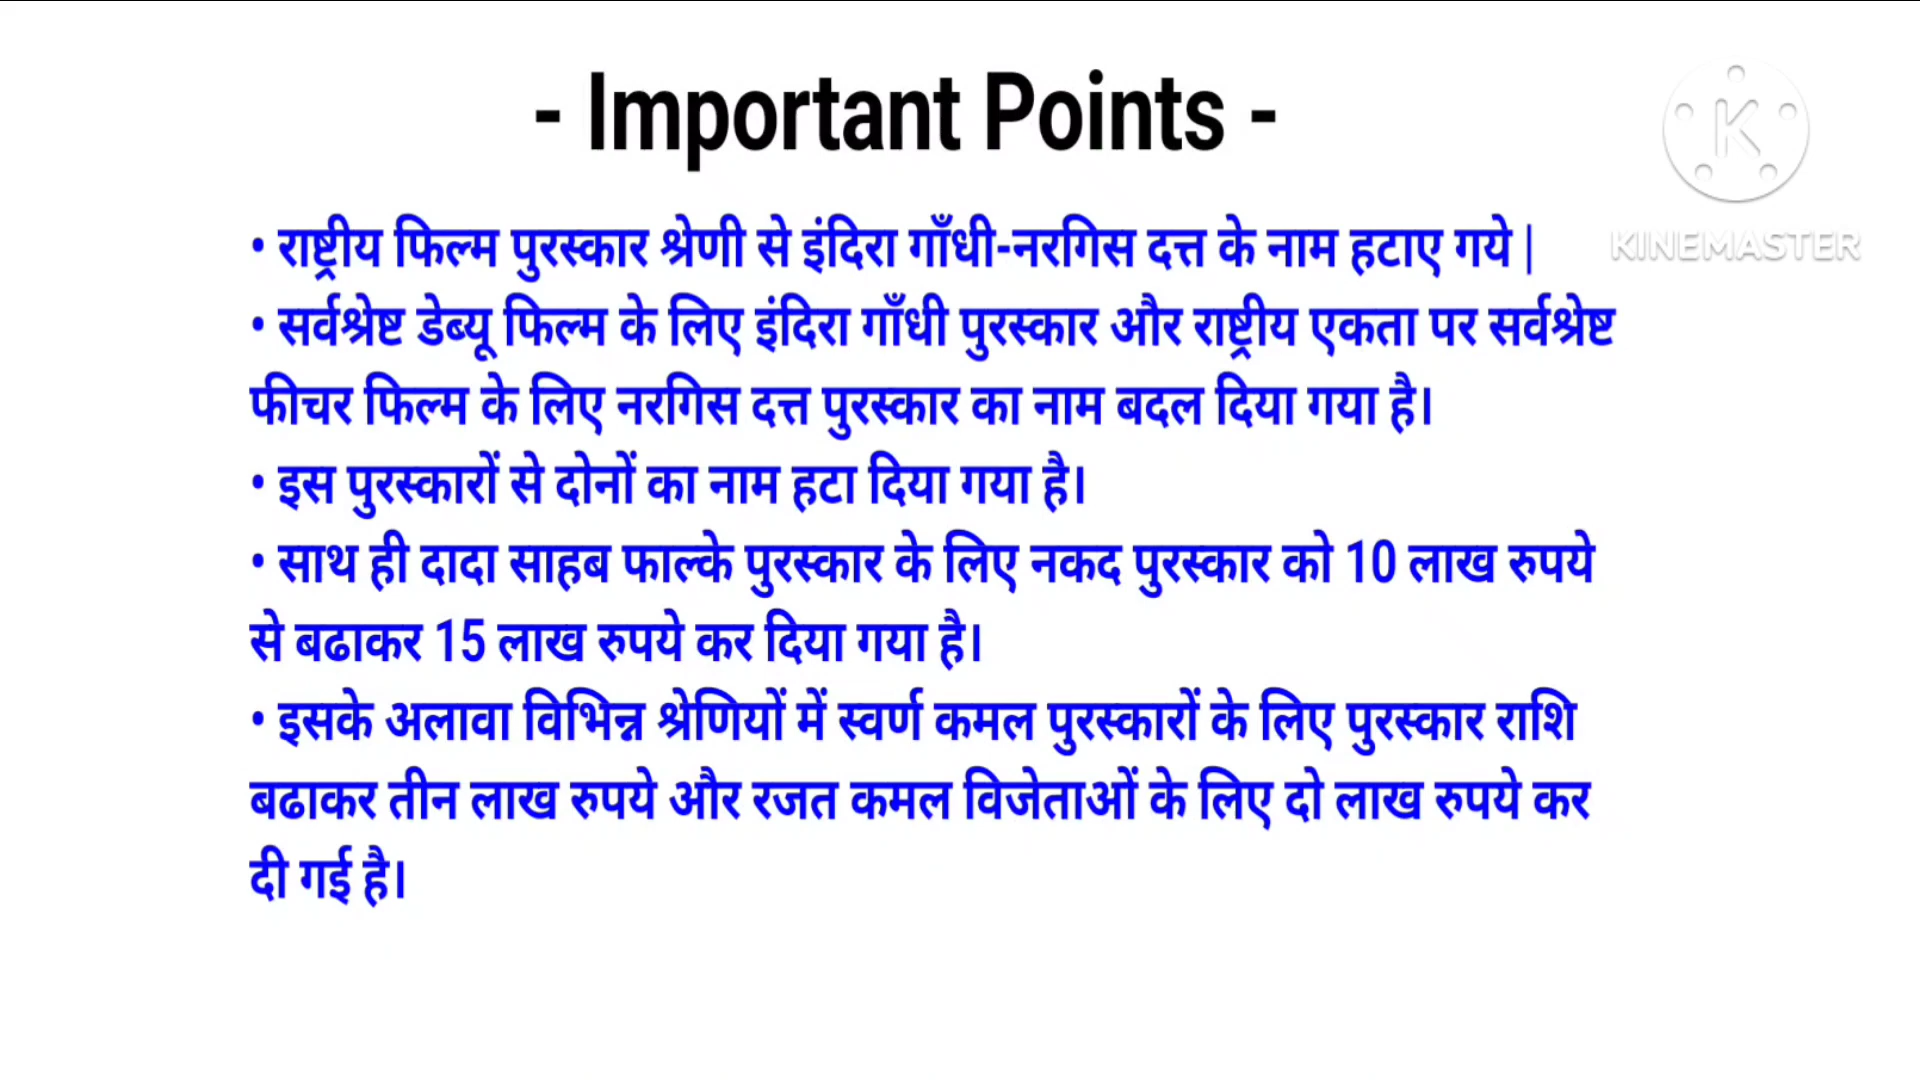 - Important Points -
• राष्ट्रीय फिल्म पुरस्कार श्रेणी से इंदिरा गाँधी-नरगिस दत्त के नाम हटाए गये |
• सर्वश्रेष्ट डेब्यू फिल्म के लिए इंदिरा गाँधी पुरस्कार और राष्ट्रीय एकता पर सर्वश्रेष्ट
फीचर फिल्म के लिए नरगिस दत्त पुरस्कार का नाम बदल दिया गया है।
• इस पुरस्कारों से दोनों का नाम हटा दिया गया है।
• साथ ही दादा साहब फाल्के पुरस्कार के लिए नकद पुरस्कार को 10 लाख रुपये
से बढाकर 15 लाख रुपये कर दिया गया है।
• इसके अलावा विभिन्न श्रेणियों में स्वर्ण कमल पुरस्कारों के लिए पुरस्कार राशि
बढाकर तीन लाख रुपये और रजत कमल विजेताओं के लिए दो लाख रुपये कर
दी गई है।
K
KINEMASTER